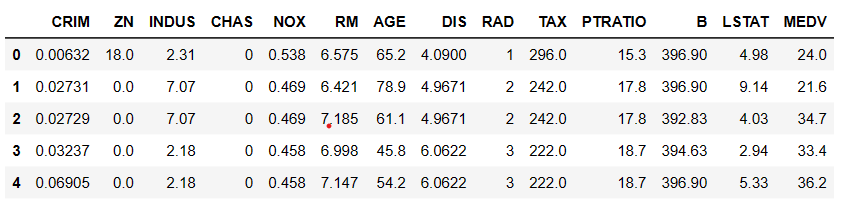 CRIM ZN INDUS CHAS NOX RM AGE DIS RAD TAX PTRATIO B LSTAT MEDV
0 0.00632 18.0 2.31 0 0.538 6.575 65.2 4.0900 1 296.0 15.3 396.90 4.98 24.0
1 0.02731 0.0 7.07 0 0.469 6.421 78.9 4.9671 2 242.0 17.8 396.90 9.14 21.6
2 0.02729 0.0 7.07 0 0.469 7.185 61.1 4.9671 2 242.0 17.8 392.83 4.03 34.7
3 0.03237 0.0 2.18 0 0.458 6.998 45.8 6.0622 3 222.0 18.7 394.63 2.94 33.4
4 0.06905 0.0 2.18 0 0.458 7.147 54.2 6.0622 3 222.0 18.7 396.90 5.33 36.2